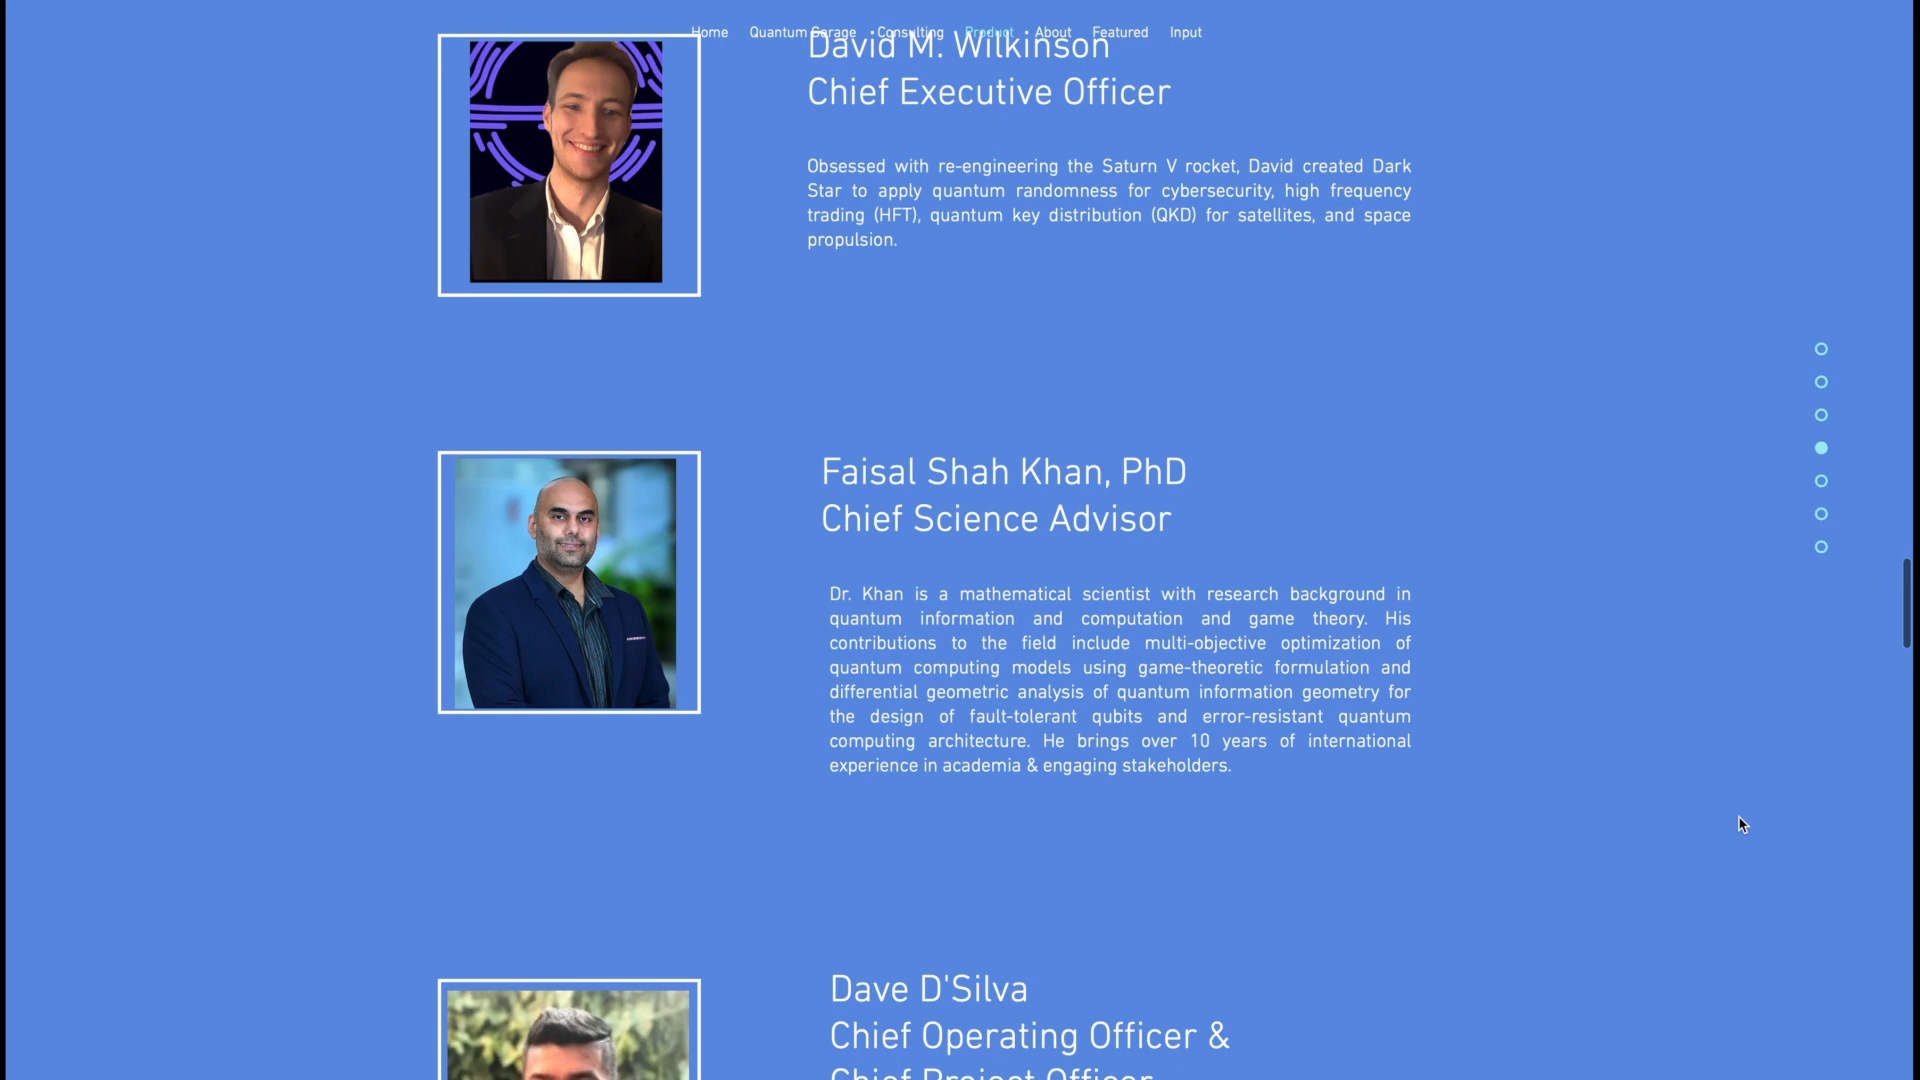 Home Quantum Garage Consulting Product About Featured Input
David M. Wilkinson
Chief Executive Officer
Obsessed with re-engineering the Saturn V rocket, David created Dark
Star to apply quantum randomness for cybersecurity, high frequency
trading (HFT), quantum key distribution (QKD) for satellites, and space
propulsion.
Faisal Shah Khan, PhD
Chief Science Advisor
Dr. Khan is a mathematical scientist with research background in
quantum information and computation and game theory. His
contributions to the field include multi-objective optimization of
quantum computing models using game-theoretic formulation and
differential geometric analysis of quantum information geometry for
the design of fault-tolerant qubits and error-resistant quantum
computing architecture. He brings over 10 years of international
experience in academia & engaging stakeholders.
Dave D'Silva
Chief Operating Officer &
Chief Project Officer